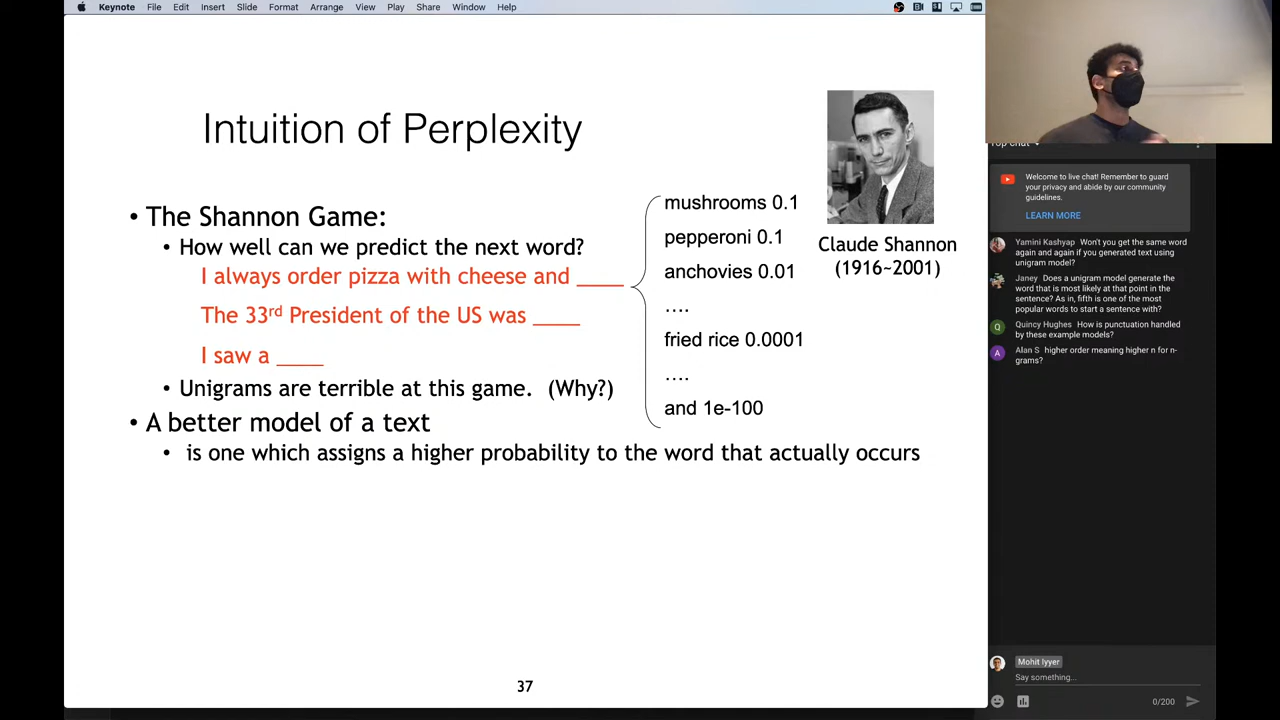 Keynote File Edit Insert Slide Format Arrange View Play Share Window Help
Intuition of Perplexity
• The Shannon Game:
• How well can we predict the next word?
I always order pizza with cheese and ____
The 33rd President of the US was ____
I saw a ____
• Unigrams are terrible at this game. (Why?)
• A better model of a text
• is one which assigns a higher probability to the word that actually occurs
mushrooms 0.1
pepperoni 0.1
anchovies 0.01
….
fried rice 0.0001
….
and 1e-100
Claude Shannon
(1916~2001)
37
Top chat
Welcome to live chat! Remember to guard
your privacy and abide by our community
guidelines.
LEARN MORE
Yamini Kashyap Won't you get the same word
again and again if you generated text using
unigram model?
Janey Does a unigram model generate the
word that is most likely at that point in the
sentence? As in, fifth is one of the most
popular words to start a sentence with?
Q Quincy Hughes How is punctuation handled
by these example models?
A Alan S higher order meaning higher n for n-
grams?
Mohit Iyyer
Say something...
0/200